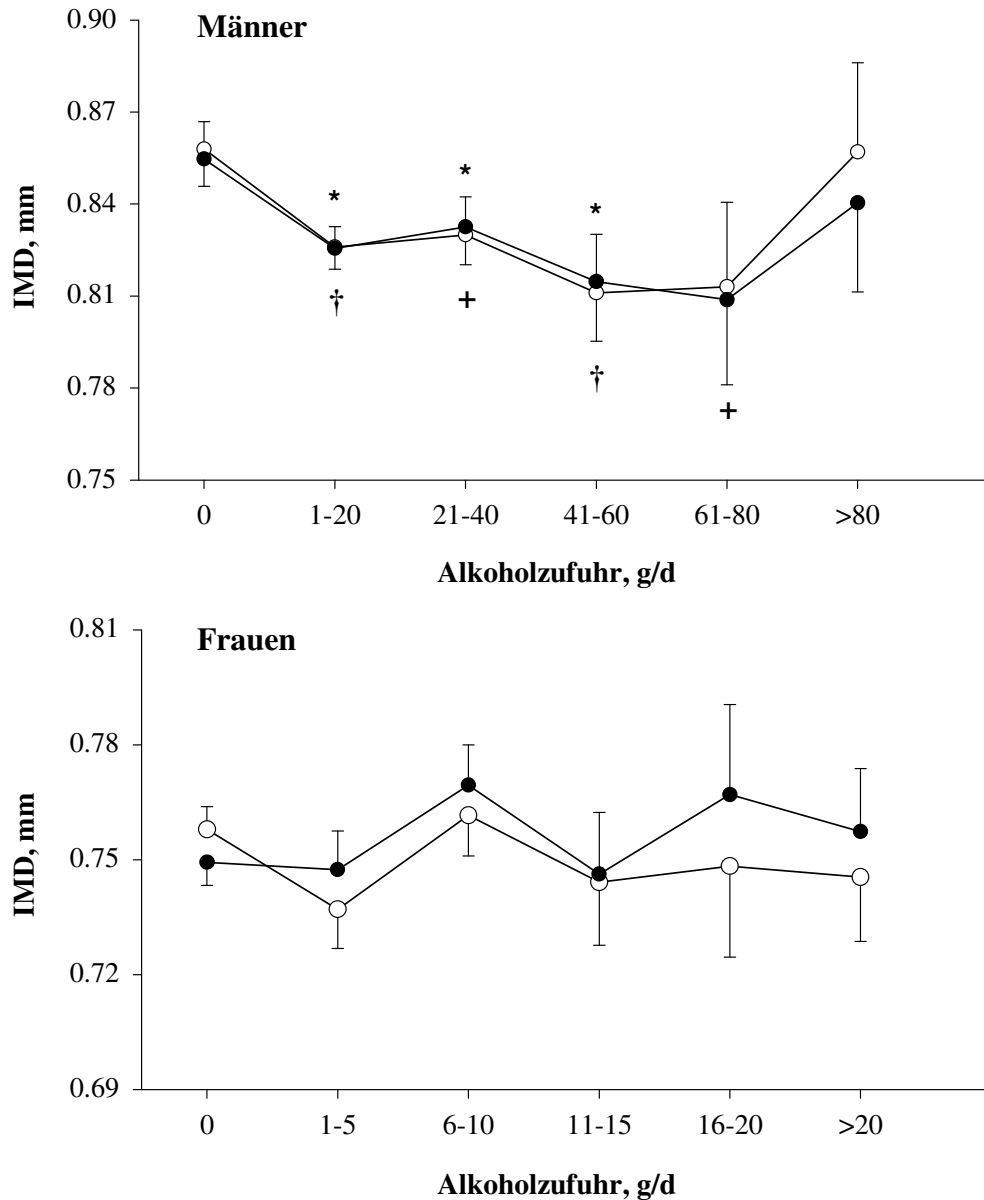 Männer
0.90
0.87
0.84
0.81
0.78
0.75
IMD, mm
* * *
† +
†
+
0 1-20 21-40 41-60 61-80 >80
Alkoholzufuhr, g/d
Frauen
0.81
0.78
0.75
0.72
0.69
IMD, mm
0 1-5 6-10 11-15 16-20 >20
Alkoholzufuhr, g/d